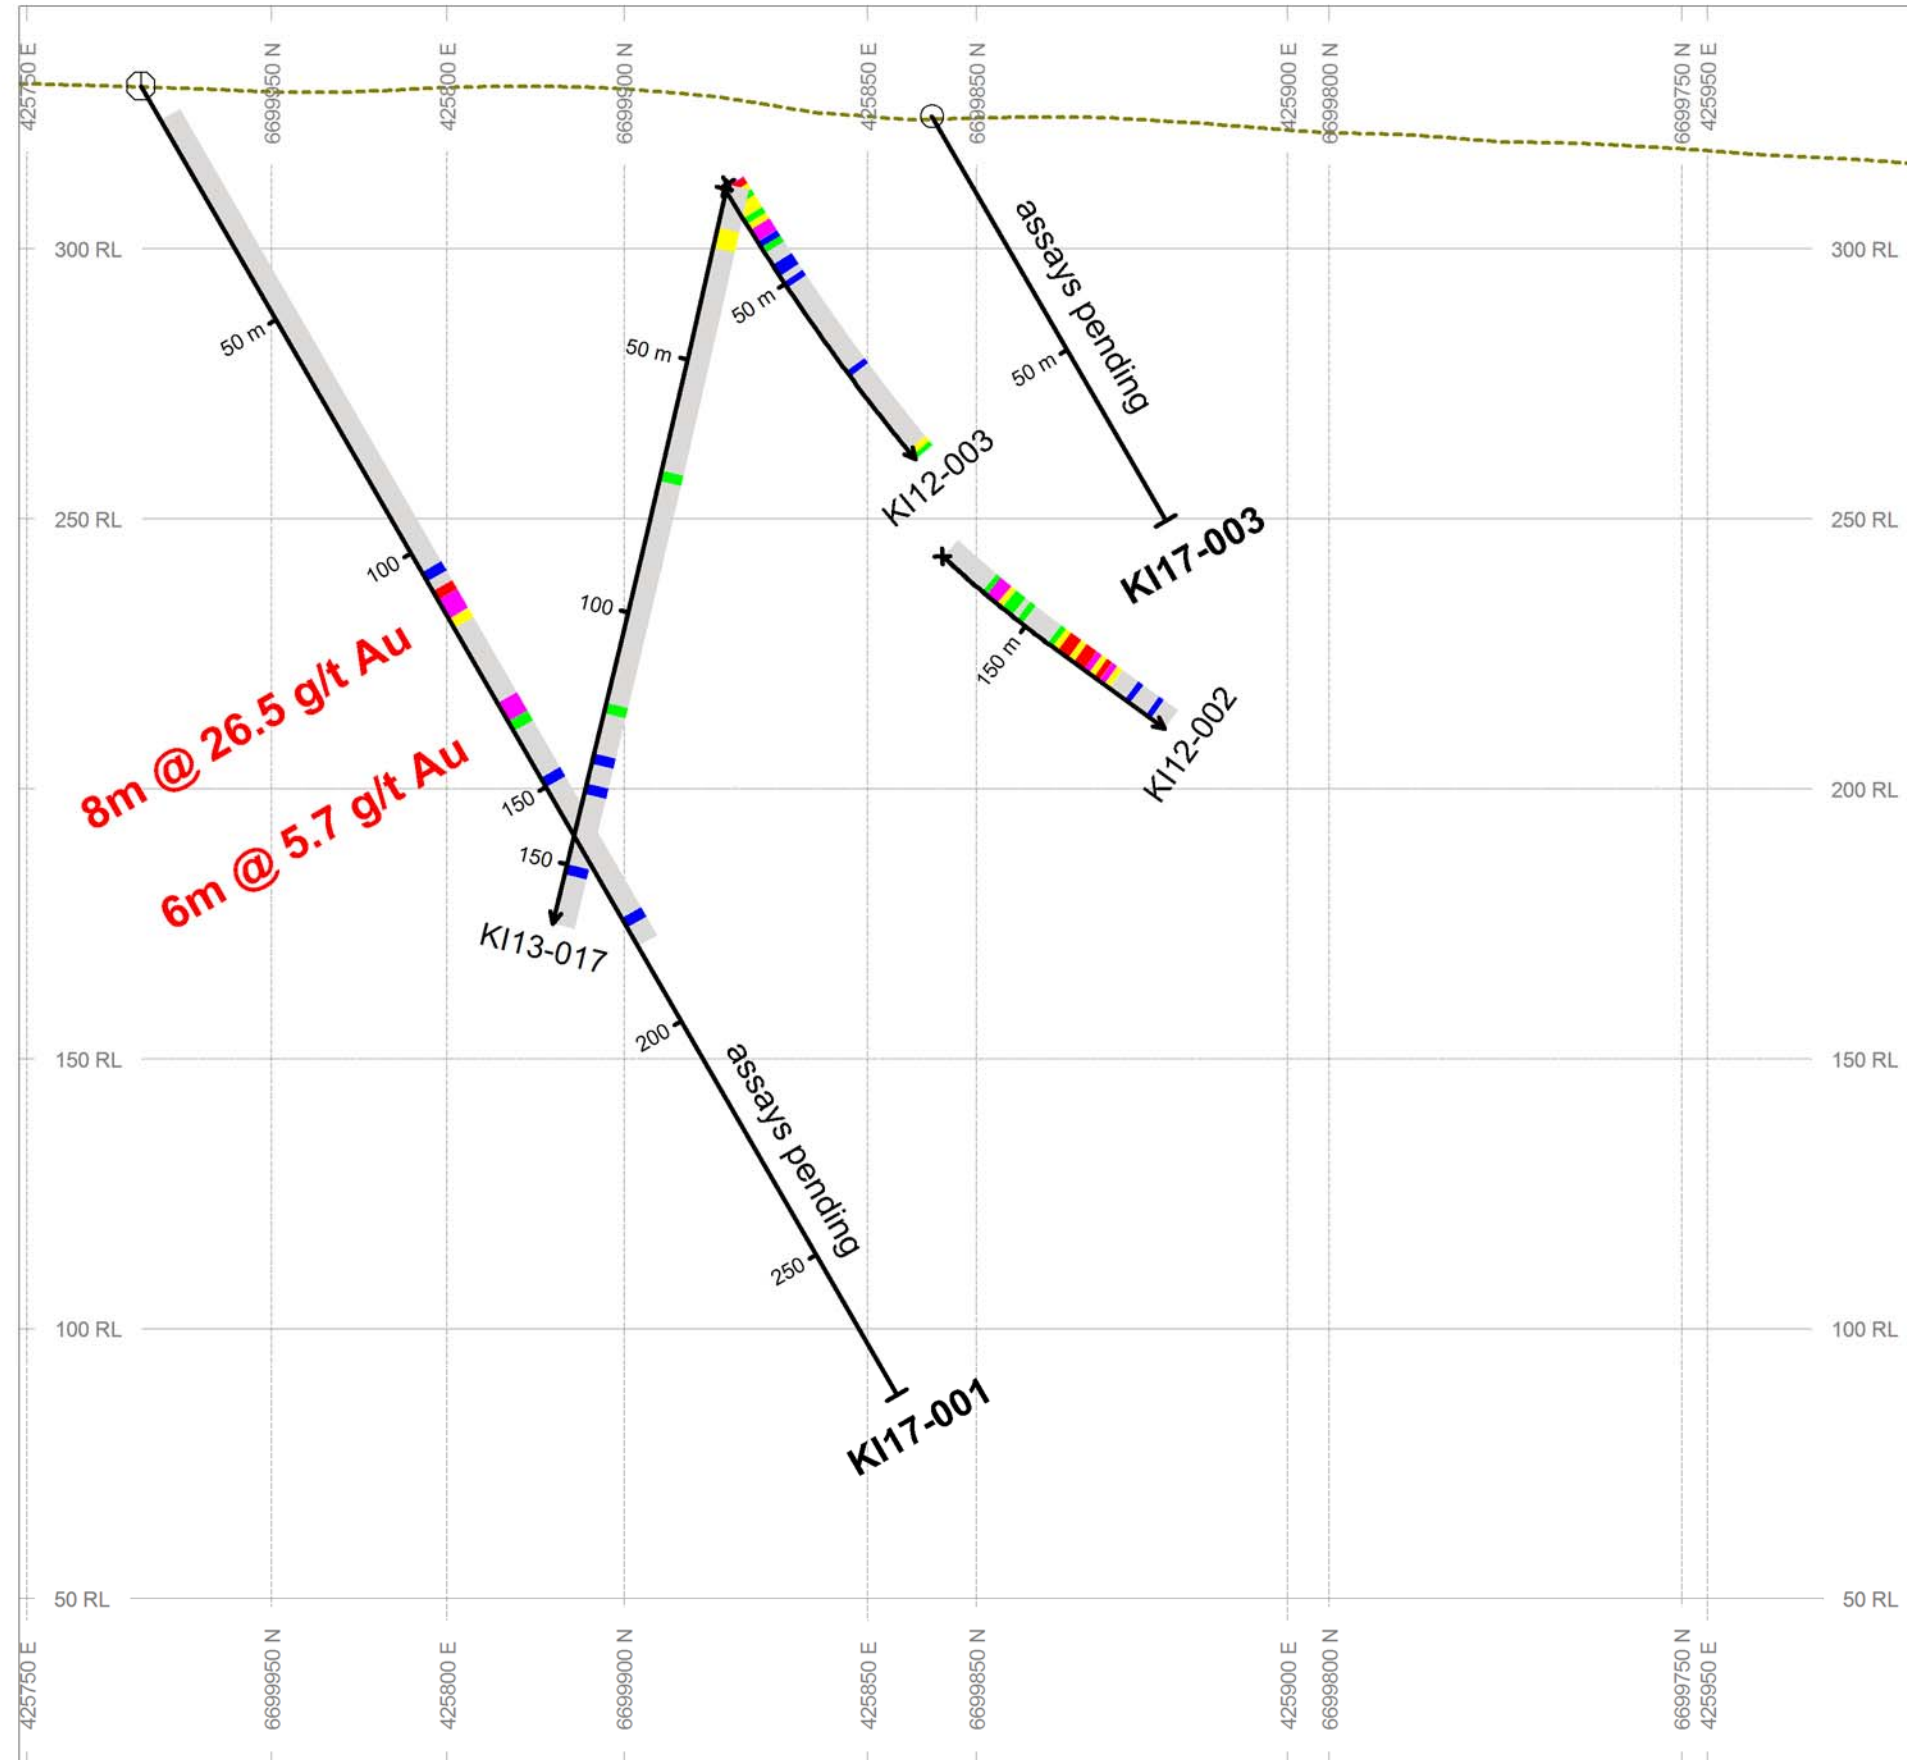 425750 E
6699950 N
425800 E
6699900 N
425850 E
6699850 N
425900 E
6699800 N
6699750 N
425950 E
300 RL
300 RL
assays pending
50 m
50 m
50 m
50 m
KI12-003
250 RL
250 RL
KI17-003
100
100
150 m
8m @ 26.5 g/t Au
6m @ 5.7 g/t Au
KI12-002
200 RL
150
150
KI13-017
200
150 RL
150 RL
assays pending
250
100 RL
100 RL
KI17-001
50 RL
50 RL
425750 E
6699950 N
425800 E
6699900 N
425850 E
6699850 N
425900 E
6699800 N
6699750 N
425950 E